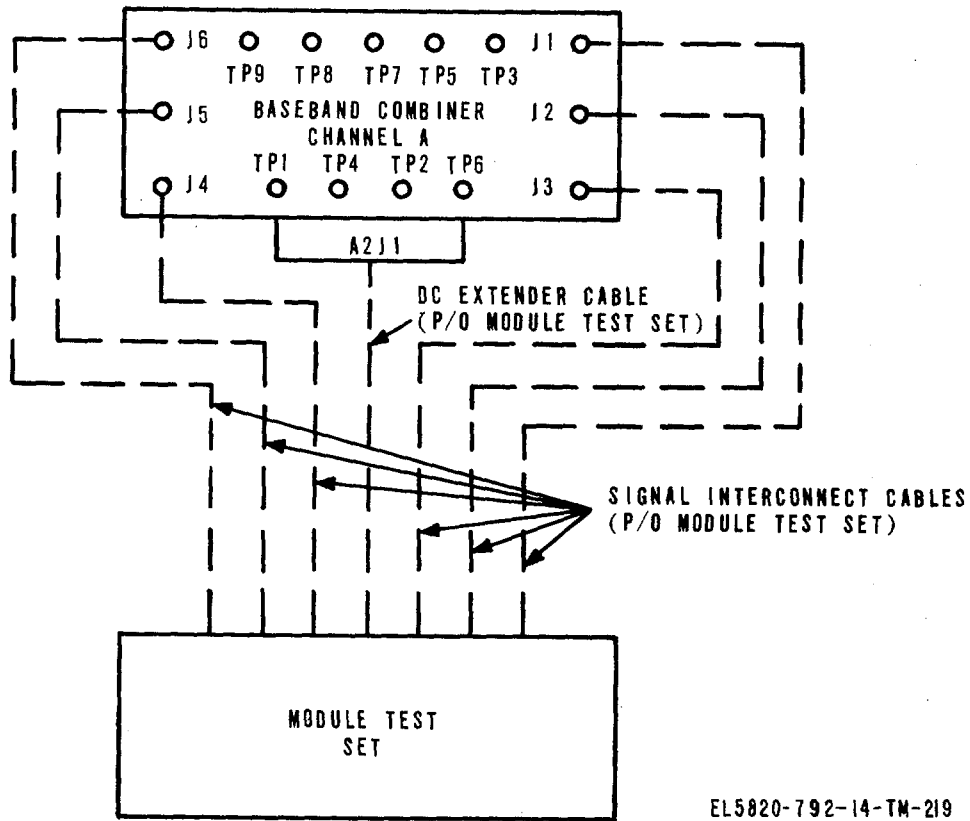 J6 J1
TP9 TP8 TP7 TP5 TP3
J5 BASEBAND COMBINER J2
CHANNEL A
TP1 TP4 TP2 TP6
J4 J3
A2J1
DC EXTENDER CABLE
(P/O MODULE TEST SET)
SIGNAL INTERCONNECT CABLES
(P/O MODULE TEST SET)
MODULE TEST
SET
EL5820-792-14-TM-219